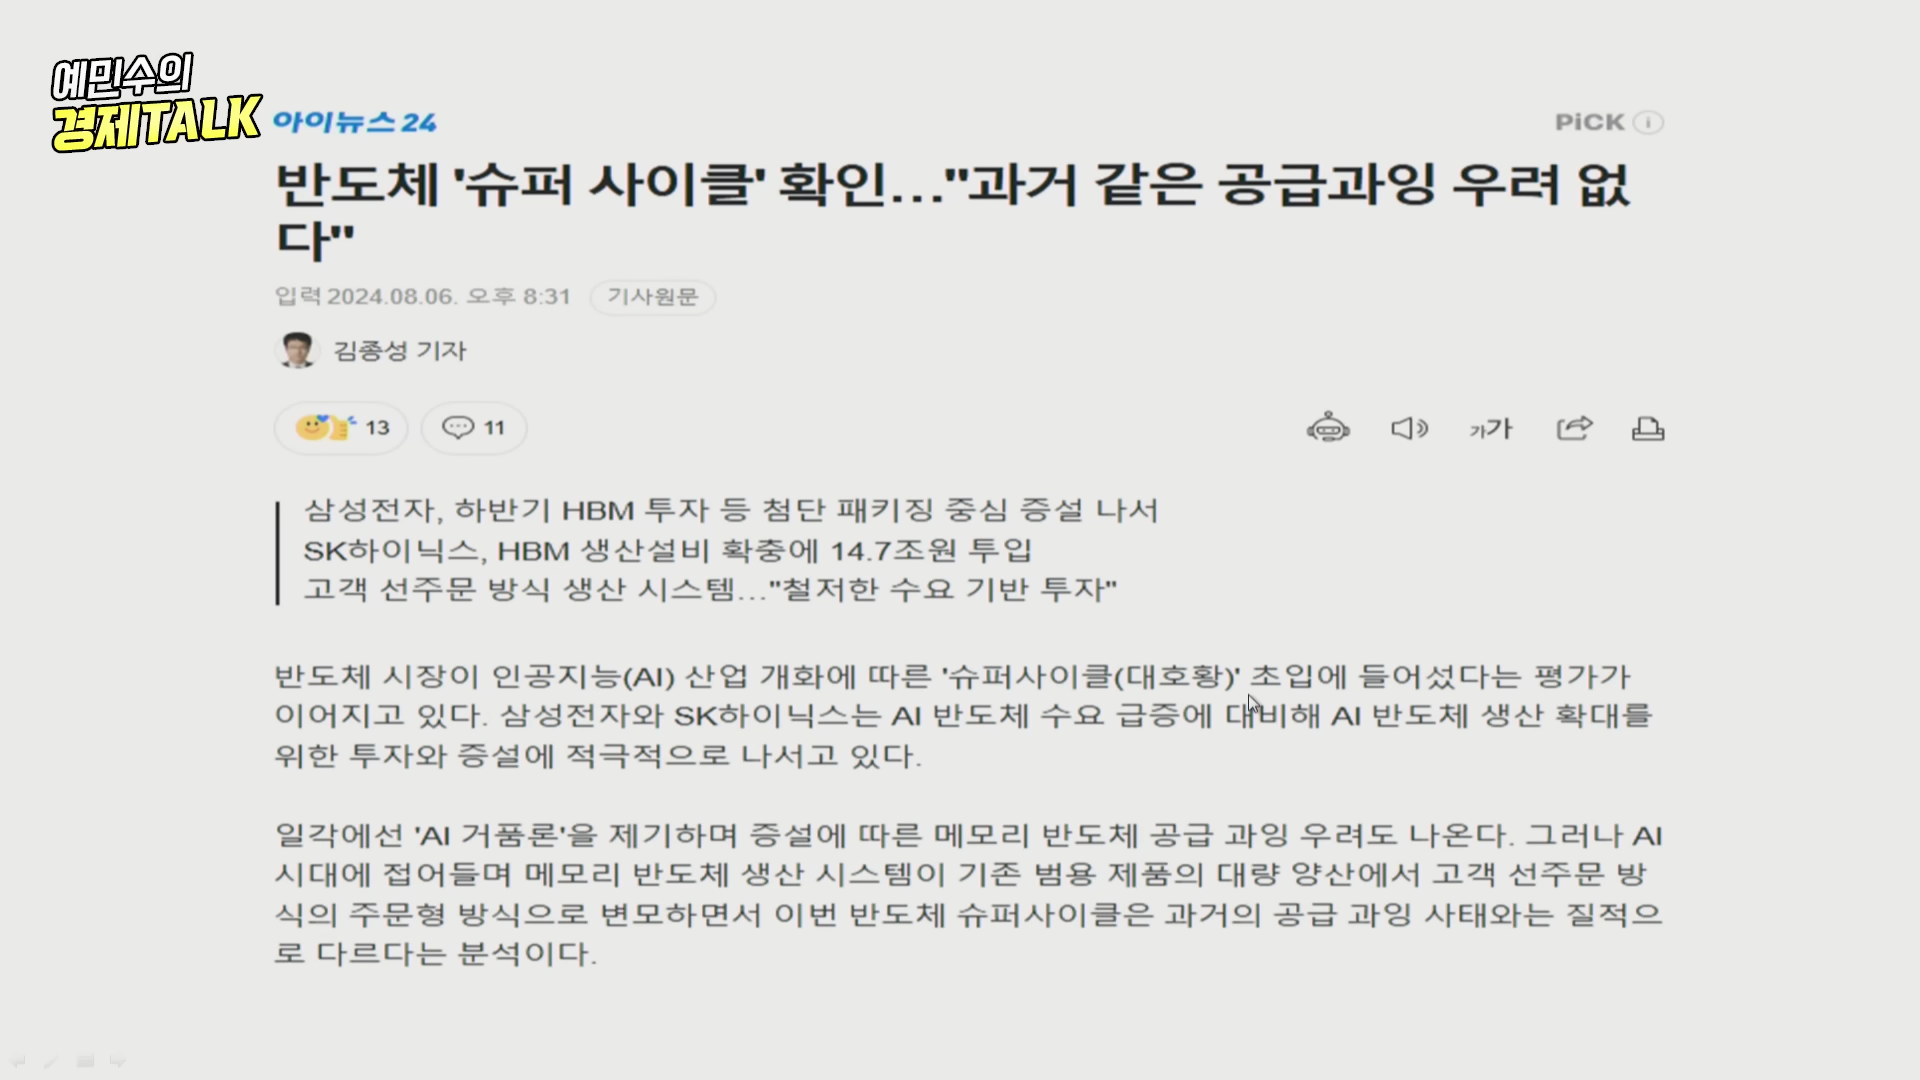 예민수의
경제TALK
아이뉴스24
PiCK i
반도체 '슈퍼 사이클' 확인…"과거 같은 공급과잉 우려 없
다"
입력 2024.08.06. 오후 8:31 기사원문
김종성 기자
13 11 가가
삼성전자, 하반기 HBM 투자 등 첨단 패키징 중심 증설 나서
SK하이닉스, HBM 생산설비 확충에 14.7조원 투입
고객 선주문 방식 생산 시스템…"철저한 수요 기반 투자"
반도체 시장이 인공지능(AI) 산업 개화에 따른 '슈퍼사이클(대호황)' 초입에 들어섰다는 평가가
이어지고 있다. 삼성전자와 SK하이닉스는 AI 반도체 수요 급증에 대비해 AI 반도체 생산 확대를
위한 투자와 증설에 적극적으로 나서고 있다.
일각에선 'AI 거품론'을 제기하며 증설에 따른 메모리 반도체 공급 과잉 우려도 나온다. 그러나 AI
시대에 접어들며 메모리 반도체 생산 시스템이 기존 범용 제품의 대량 양산에서 고객 선주문 방
식의 주문형 방식으로 변모하면서 이번 반도체 슈퍼사이클은 과거의 공급 과잉 사태와는 질적으
로 다르다는 분석이다.